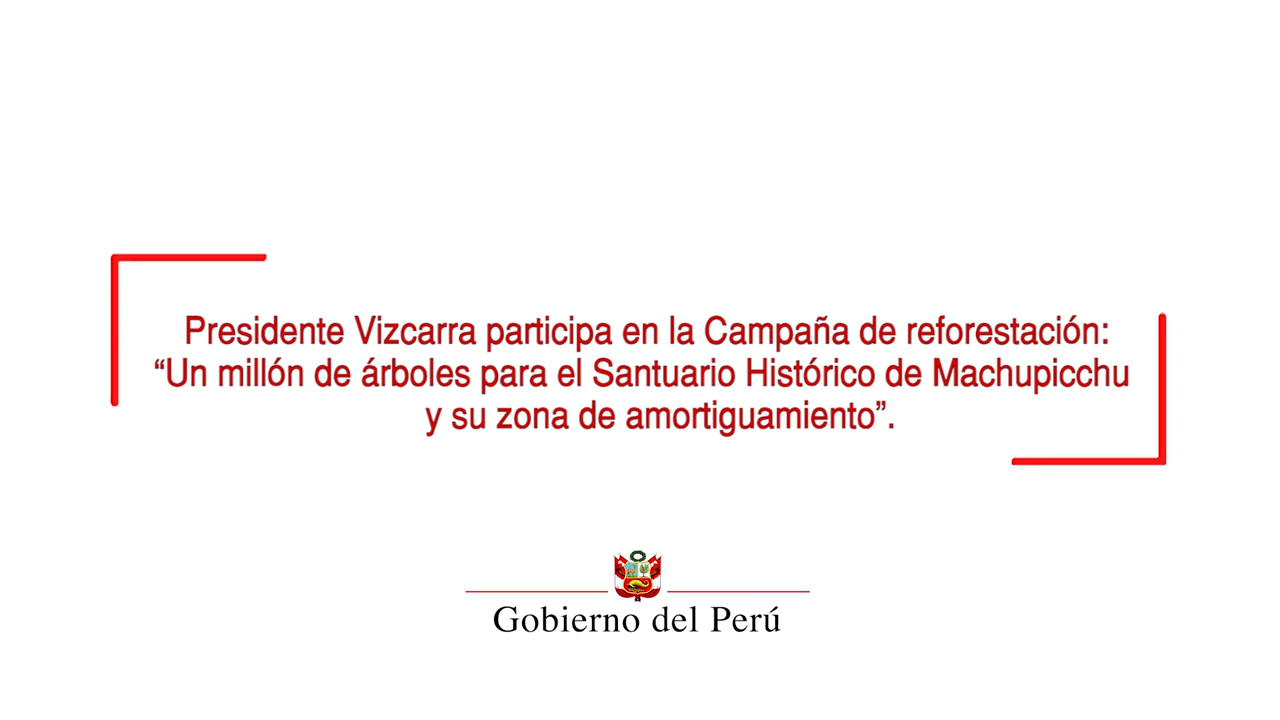 Presidente Vizcarra participa en la Campaña de reforestación:
“Un millón de árboles para el Santuario Histórico de Machupicchu
y su zona de amortiguamiento”.
Gobierno del Perú